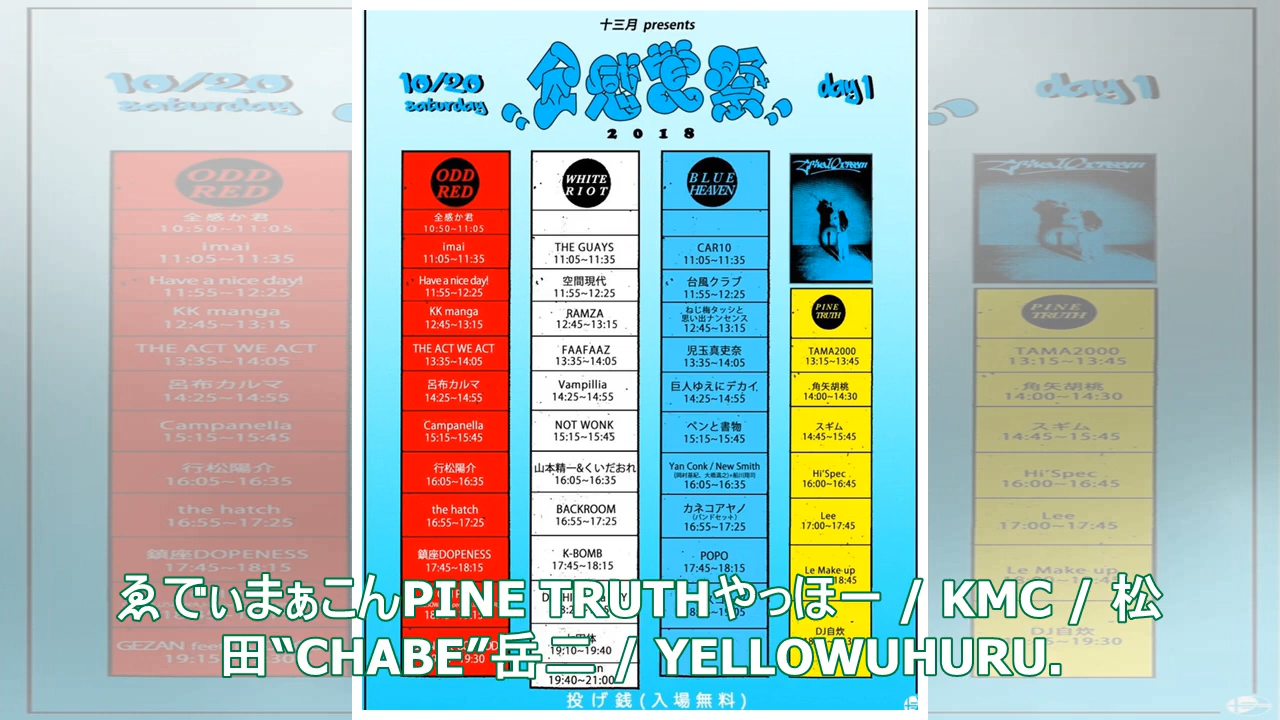 十三月 presents
10/20
saturday
全感覚祭
day1
2018
ODD
RED
全感か君
10:50~11:05
imai
11:05~11:35
Have a nice day!
11:55~12:25
KK manga
12:45~13:15
THE ACT WE ACT
13:35~14:05
呂布カルマ
14:25~14:55
Campanella
15:15~15:45
行松陽介
16:05~16:35
the hatch
16:55~17:25
鎮座DOPENESS
17:45~18:15
WHITE
RIOT
THE GUAYS
11:05~11:35
空間現代
11:55~12:25
RAMZA
12:45~13:15
FAAFAAZ
13:35~14:05
Vampillia
14:25~14:55
NOT WONK
15:15~15:45
山本精一&くいだおれ
16:05~16:35
BACKROOM
16:55~17:25
K-BOMB
17:45~18:15
19:10~19:40
19:40~21:00
BLUE
HEAVEN
CAR10
11:05~11:35
台風クラブ
11:55~12:25
ねじ梅タッシと
思い出ナンセンス
12:45~13:15
児玉真吏奈
13:35~14:05
巨人ゆえにデカイ
14:25~14:55
ペンと書物
15:15~15:45
Yan Conk / New Smith
16:05~16:35
カネコアヤノ
(バンドセット)
16:55~17:25
POPO
17:45~18:15
PINE
TRUTH
TAMA2000
13:15~13:45
角矢胡桃
14:00~14:30
スギム
14:45~15:45
Hi'Spec
16:00~16:45
Lee
17:00~17:45
Le Make up
DJ自炊
ゑでぃまぁこんPINE TRUTHやっほー / KMC / 松
田“CHABE”岳二 / YELLOWUHURU.
投げ銭(入場無料)